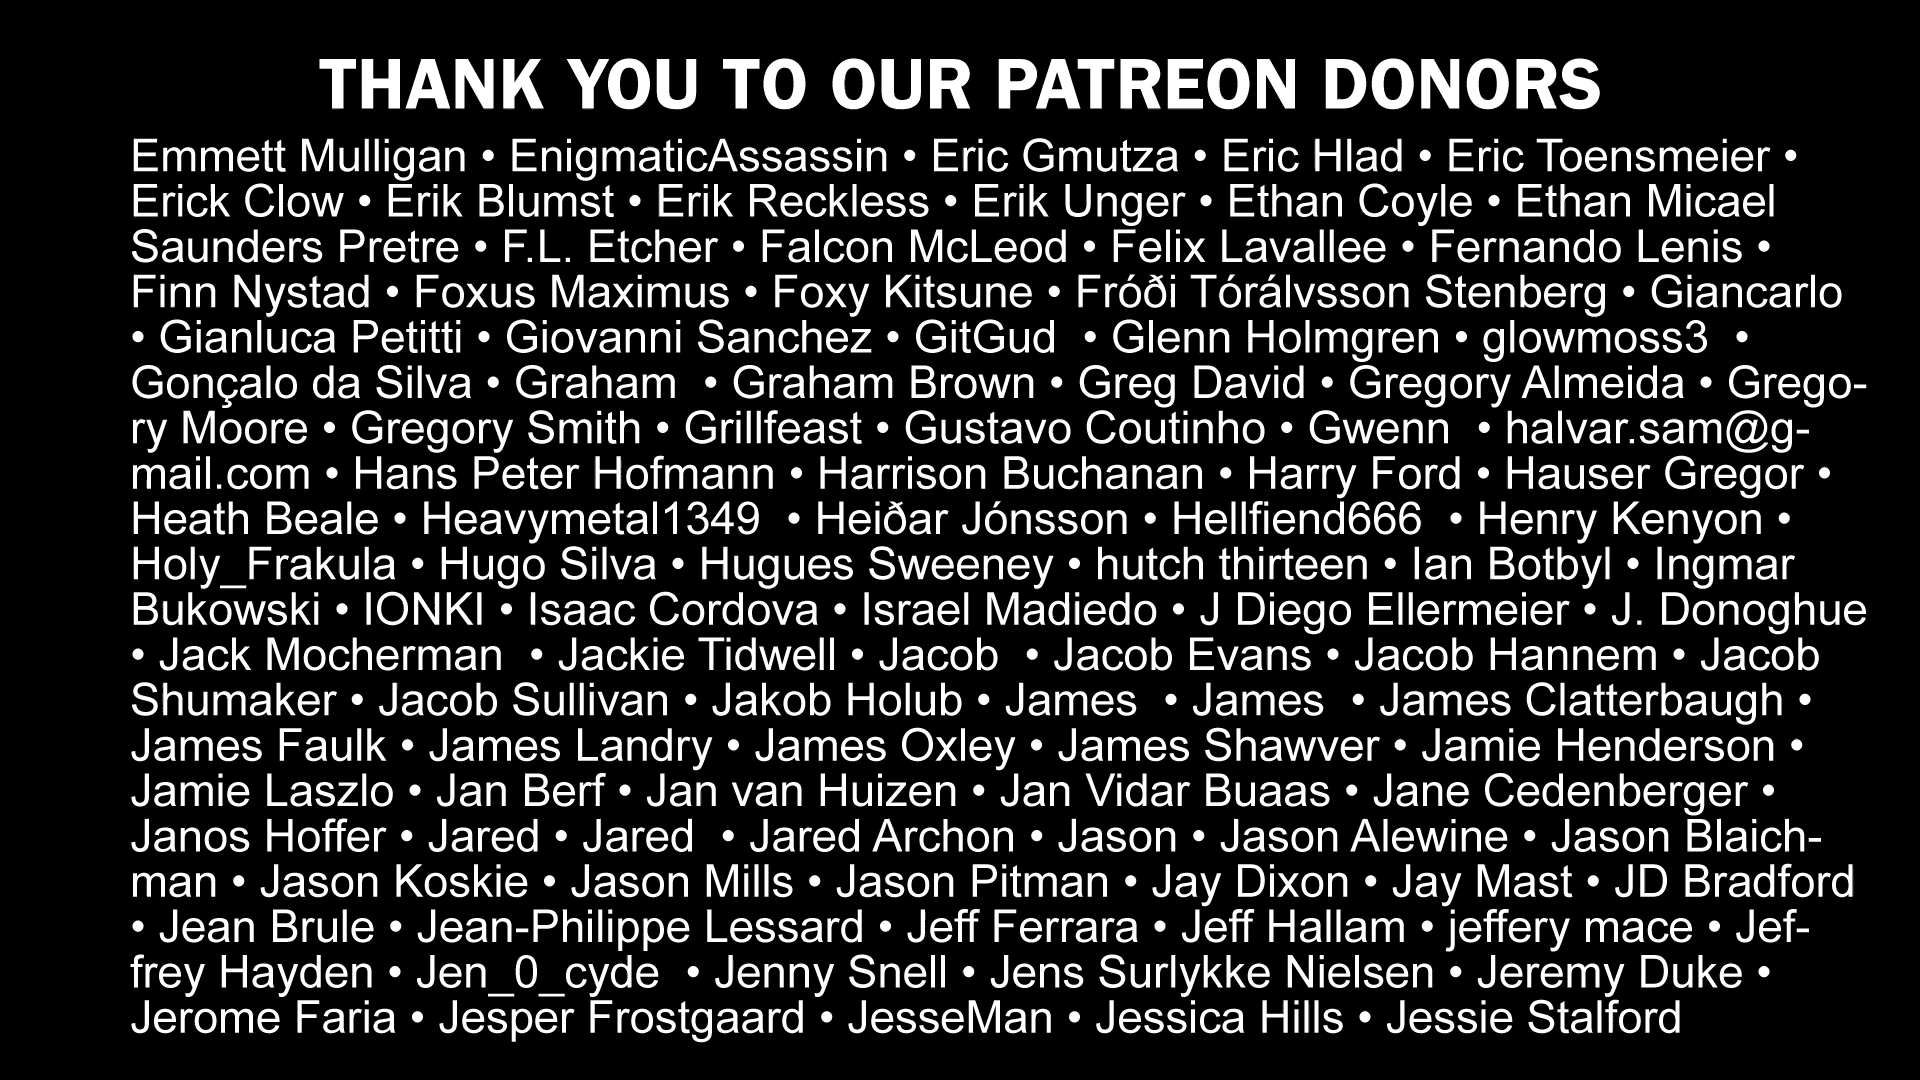 THANK YOU TO OUR PATREON DONORS
Emmett Mulligan • EnigmaticAssassin • Eric Gmutza • Eric Hlad • Eric Toensmeier •
Erick Clow • Erik Blumst • Erik Reckless • Erik Unger • Ethan Coyle • Ethan Micael
Saunders Pretre • F.L. Etcher • Falcon McLeod • Felix Lavallee • Fernando Lenis •
Finn Nystad • Foxus Maximus • Foxy Kitsune • Fróði Tórálvsson Stenberg • Giancarlo
• Gianluca Petitti • Giovanni Sanchez • GitGud • Glenn Holmgren • glowmoss3 •
Gonçalo da Silva • Graham • Graham Brown • Greg David • Gregory Almeida • Grego-
ry Moore • Gregory Smith • Grillfeast • Gustavo Coutinho • Gwenn • halvar.sam@g-
mail.com • Hans Peter Hofmann • Harrison Buchanan • Harry Ford • Hauser Gregor •
Heath Beale • Heavymetal1349 • Heiðar Jónsson • Hellfiend666 • Henry Kenyon •
Holy_Frakula • Hugo Silva • Hugues Sweeney • hutch thirteen • Ian Botbyl • Ingmar
Bukowski • IONKI • Isaac Cordova • Israel Madiedo • J Diego Ellermeier • J. Donoghue
• Jack Mocherman • Jackie Tidwell • Jacob • Jacob Evans • Jacob Hannem • Jacob
Shumaker • Jacob Sullivan • Jakob Holub • James • James • James Clatterbaugh •
James Faulk • James Landry • James Oxley • James Shawver • Jamie Henderson •
Jamie Laszlo • Jan Berf • Jan van Huizen • Jan Vidar Buaas • Jane Cedenberger •
Janos Hoffer • Jared • Jared • Jared Archon • Jason • Jason Alewine • Jason Blaich-
man • Jason Koskie • Jason Mills • Jason Pitman • Jay Dixon • Jay Mast • JD Bradford
• Jean Brule • Jean-Philippe Lessard • Jeff Ferrara • Jeff Hallam • jeffery mace • Jef-
frey Hayden • Jen_0_cyde • Jenny Snell • Jens Surlykke Nielsen • Jeremy Duke •
Jerome Faria • Jesper Frostgaard • JesseMan • Jessica Hills • Jessie Stalford